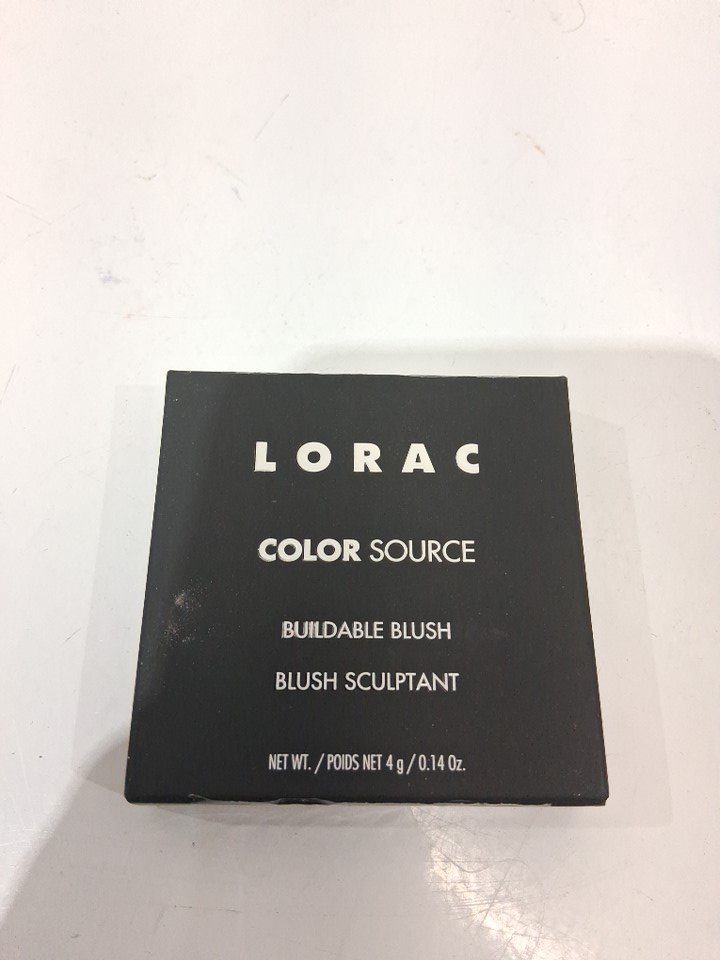 LORAC
COLOR SOURCE
BUILDABLE BLUSH
BLUSH SCULPTANT
NET WT. / POIDS NET 4 g / 0.14 Oz.